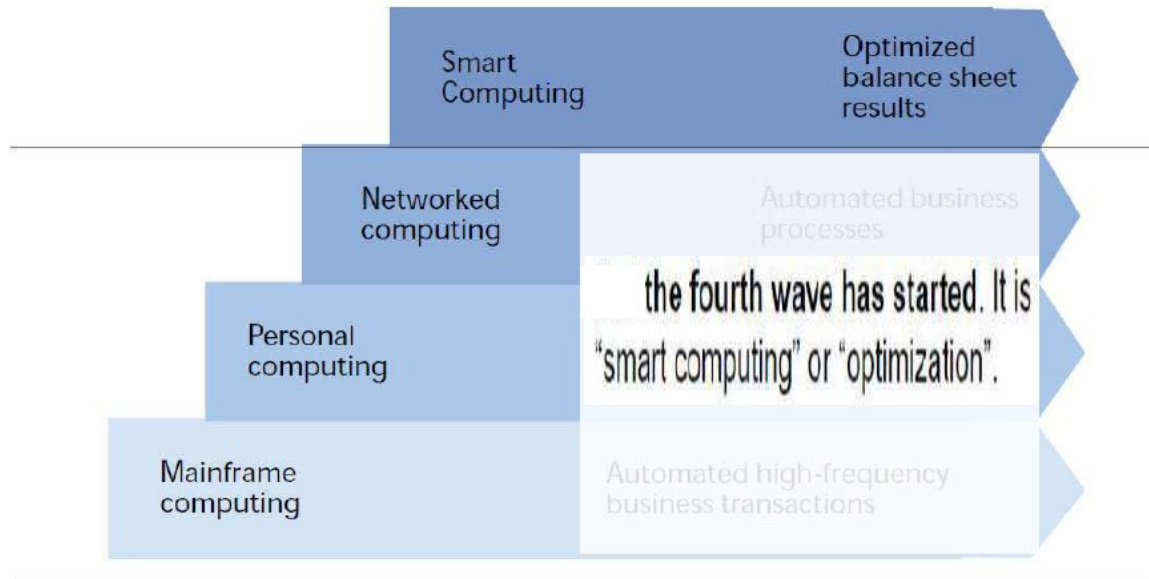 Smart
Computing
Optimized
balance sheet
results
Networked
computing
Automated business
processes
the fourth wave has started. It is
“smart computing” or “optimization”.
Personal
computing
Mainframe
computing
Automated high-frequency
business transactions